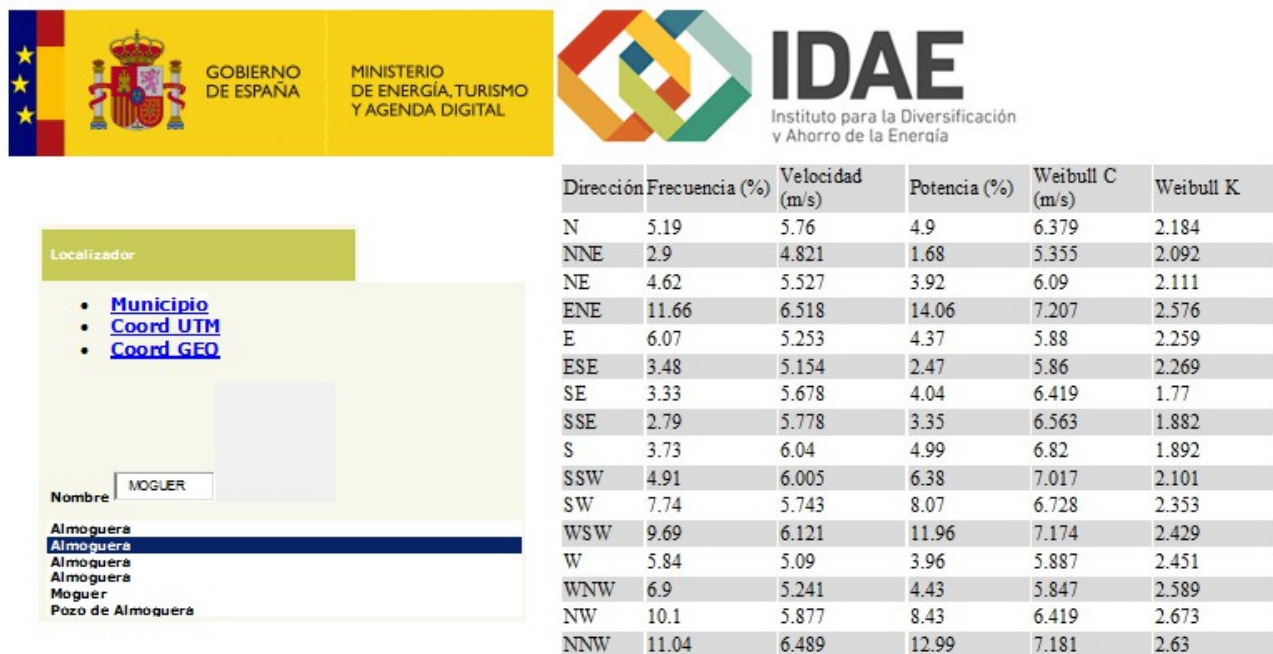 GOBIERNO
DE ESPAÑA
MINISTERIO
DE ENERGÍA, TURISMO
Y AGENDA DIGITAL
IDAE
Instituto para la Diversificación
y Ahorro de la Energía
Localizador
Municipio
Coord UTM
Coord GEO
Nombre MOGUER
Almoguera
Almoguera
Almoguera
Almoguera
Moguer
Pozo de Almoguera
Dirección Frecuencia (%) Velocidad (m/s) Potencia (%) Weibull C (m/s) Weibull K
N 5.19 5.76 4.9 6.379 2.184
NNE 2.9 4.821 1.68 5.355 2.092
NE 4.62 5.527 3.92 6.09 2.111
ENE 11.66 6.518 14.06 7.207 2.576
E 6.07 5.253 4.37 5.88 2.259
ESE 3.48 5.154 2.47 5.86 2.269
SE 3.33 5.678 4.04 6.419 1.77
SSE 2.79 5.778 3.35 6.563 1.882
S 3.73 6.04 4.99 6.82 1.892
SSW 4.91 6.005 6.38 7.017 2.101
SW 7.74 5.743 8.07 6.728 2.353
WSW 9.69 6.121 11.96 7.174 2.429
W 5.84 5.09 3.96 5.887 2.451
WNW 6.9 5.241 4.43 5.847 2.589
NW 10.1 5.877 8.43 6.419 2.673
NNW 11.04 6.489 12.99 7.181 2.63